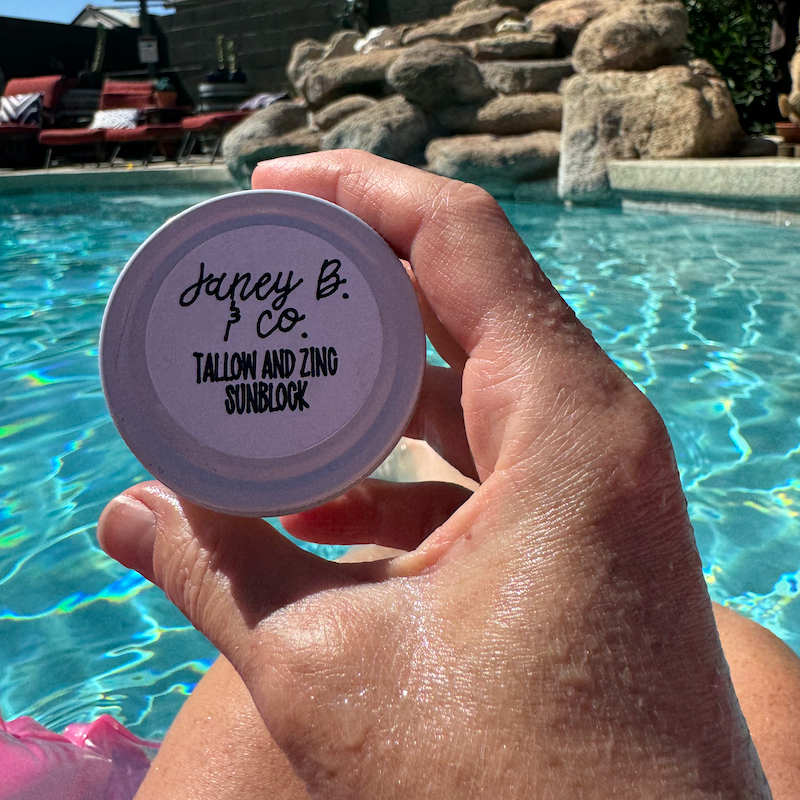 Janey B.
& Co.
TALLOW AND ZINC
SUNBLOCK